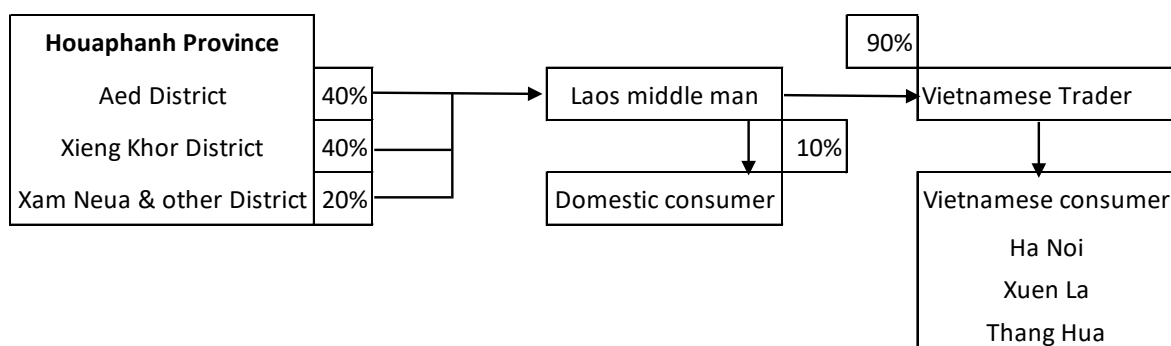 Houaphanh Province
90%
Aed District 40% Laos middle man Vietnamese Trader
Xieng Khor District 40% 10%
Xam Neua & other District 20% Domestic consumer Vietnamese consumer
Ha Noi
Xuen La
Thang Hua